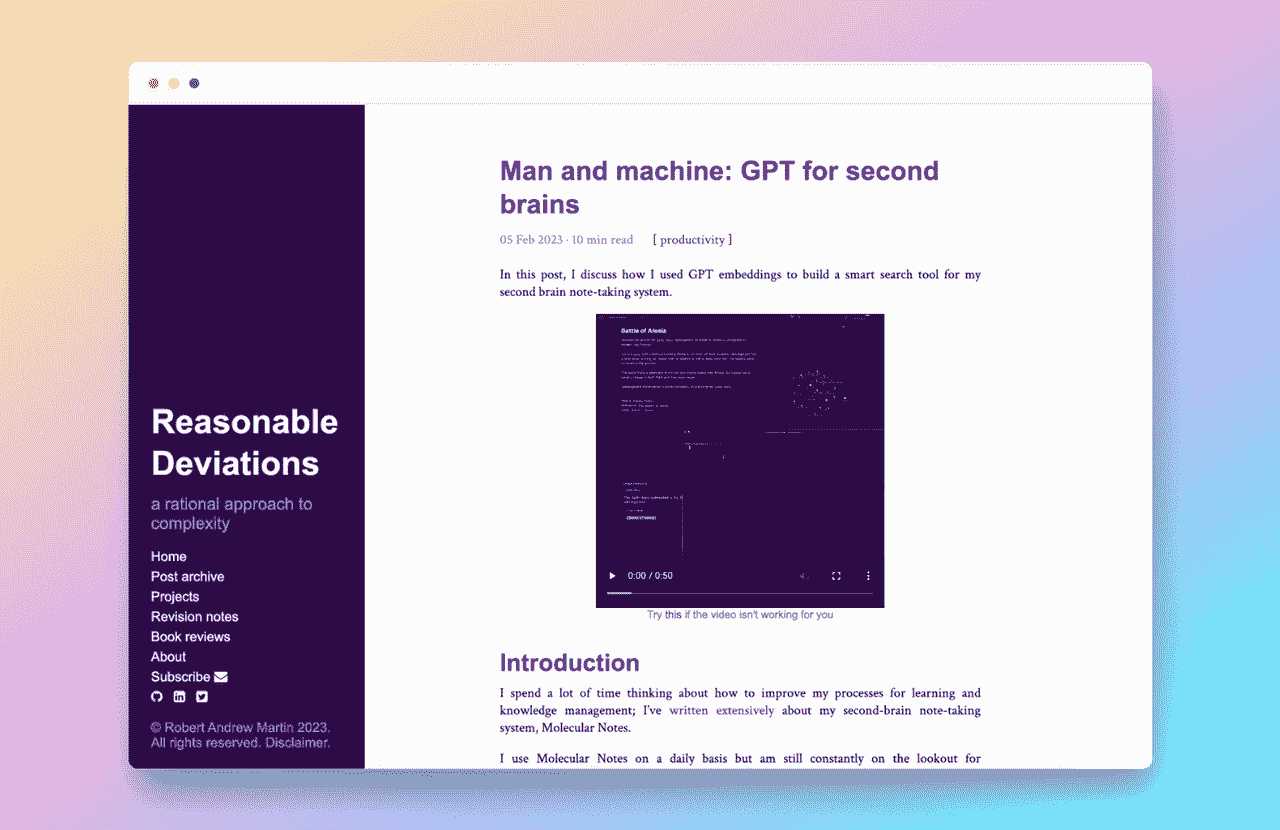 Reasonable
Deviations
a rational approach to
complexity
Home
Post archive
Projects
Revision notes
Book reviews
About
Subscribe
© Robert Andrew Martin 2023.
All rights reserved. Disclaimer.
Man and machine: GPT for second
brains
05 Feb 2023 · 10 min read [ productivity ]
In this post, I discuss how I used GPT embeddings to build a smart search tool for my
second brain note-taking system.
Battle of Alesia
0:00 / 0:50
Try this if the video isn't working for you
Introduction
I spend a lot of time thinking about how to improve my processes for learning and
knowledge management; I've written extensively about my second-brain note-taking
system, Molecular Notes.
I use Molecular Notes on a daily basis but am still constantly on the lookout for